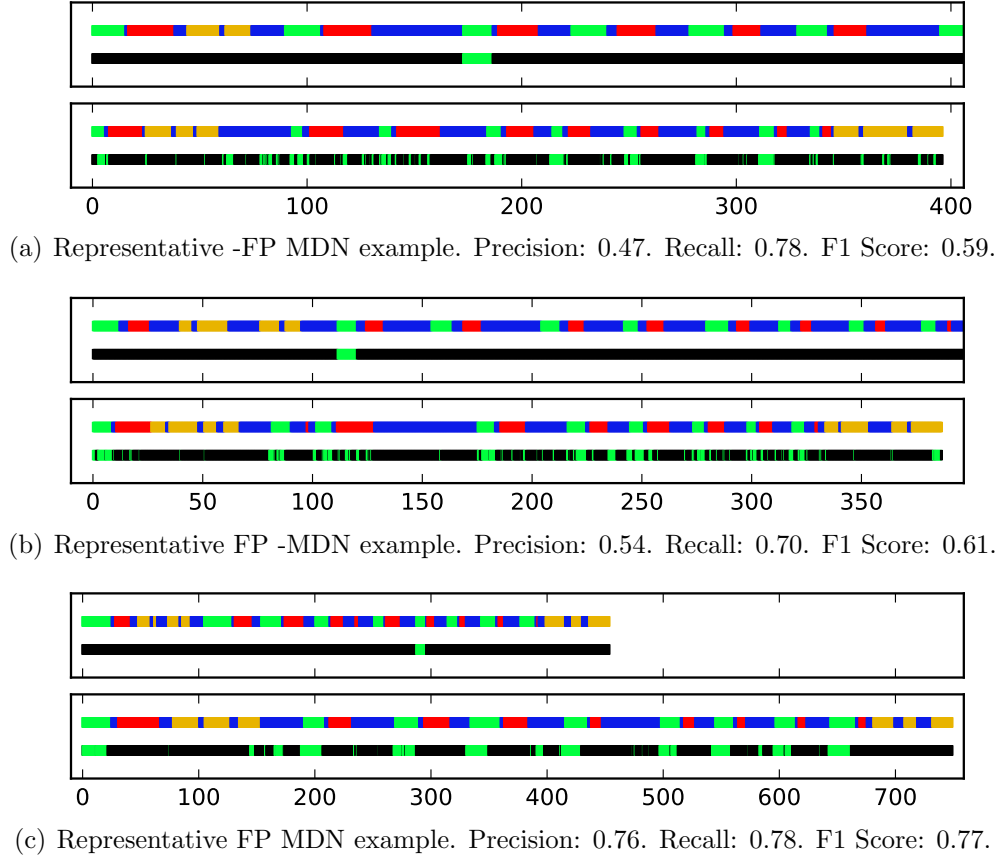 0 100 200 300 400
(a) Representative -FP MDN example. Precision: 0.47. Recall: 0.78. F1 Score: 0.59.
0 50 100 150 200 250 300 350
(b) Representative FP -MDN example. Precision: 0.54. Recall: 0.70. F1 Score: 0.61.
0 100 200 300 400 500 600 700
(c) Representative FP MDN example. Precision: 0.76. Recall: 0.78. F1 Score: 0.77.